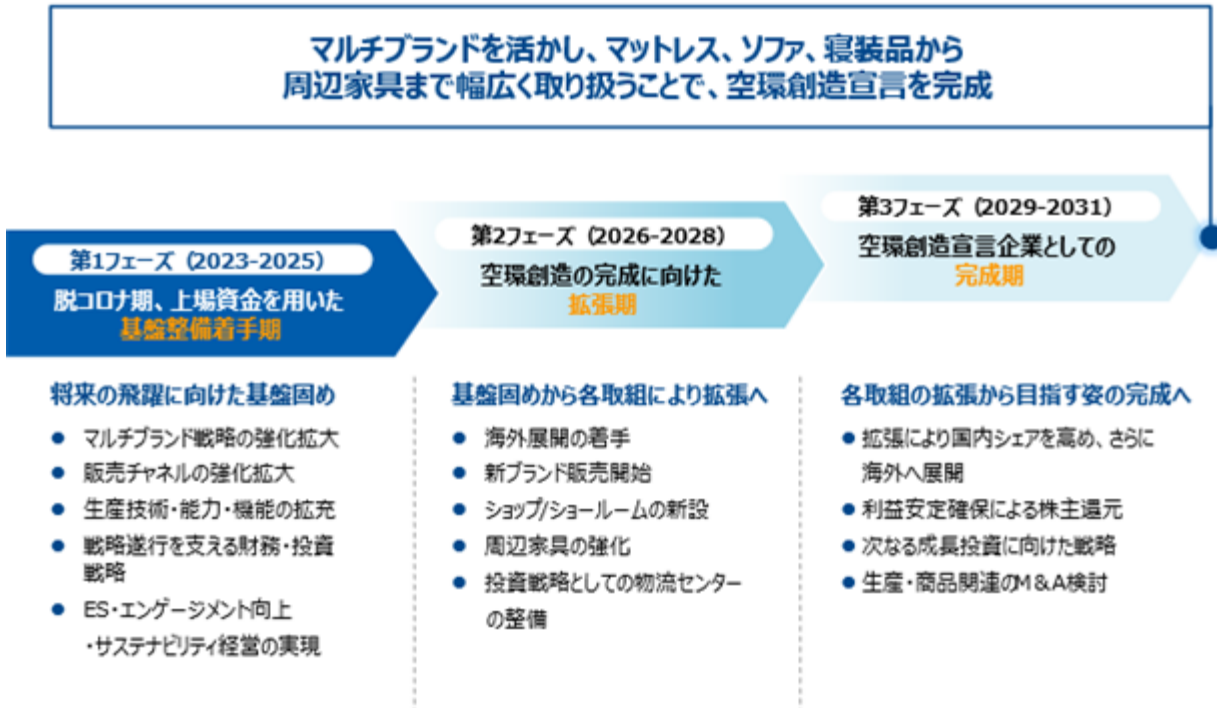 マルチブランドを活かし、マットレス、ソファ、寝装品から
周辺家具まで幅広く取り扱うことで、空環創造宣言を完成
第1フェーズ (2023-2025)
脱コロナ期、上場資金を用いた
基盤整備着手期
将来の飛躍に向けた基盤固め
● マルチブランド戦略の強化拡大
● 販売チャネルの強化拡大
● 生産技術・能力・機能の拡充
● 戦略遂行を支える財務・投資
戦略
● ES・エンゲージメント向上
・サステナビリティ経営の実現
第2フェーズ (2026-2028)
空環創造の完成に向けた
拡張期
基盤固めから各取組により拡張へ
● 海外展開の着手
● 新ブランド販売開始
● ショップ/ショールームの新設
● 周辺家具の強化
● 投資戦略としての物流センター
の整備
第3フェーズ (2029-2031)
空環創造宣言企業としての
完成期
各取組の拡張から目指す姿の完成へ
● 拡張により国内シェアを高め、さらに
海外へ展開
● 利益安定確保による株主還元
● 次なる成長投資に向けた戦略
● 生産・商品関連のM&A検討